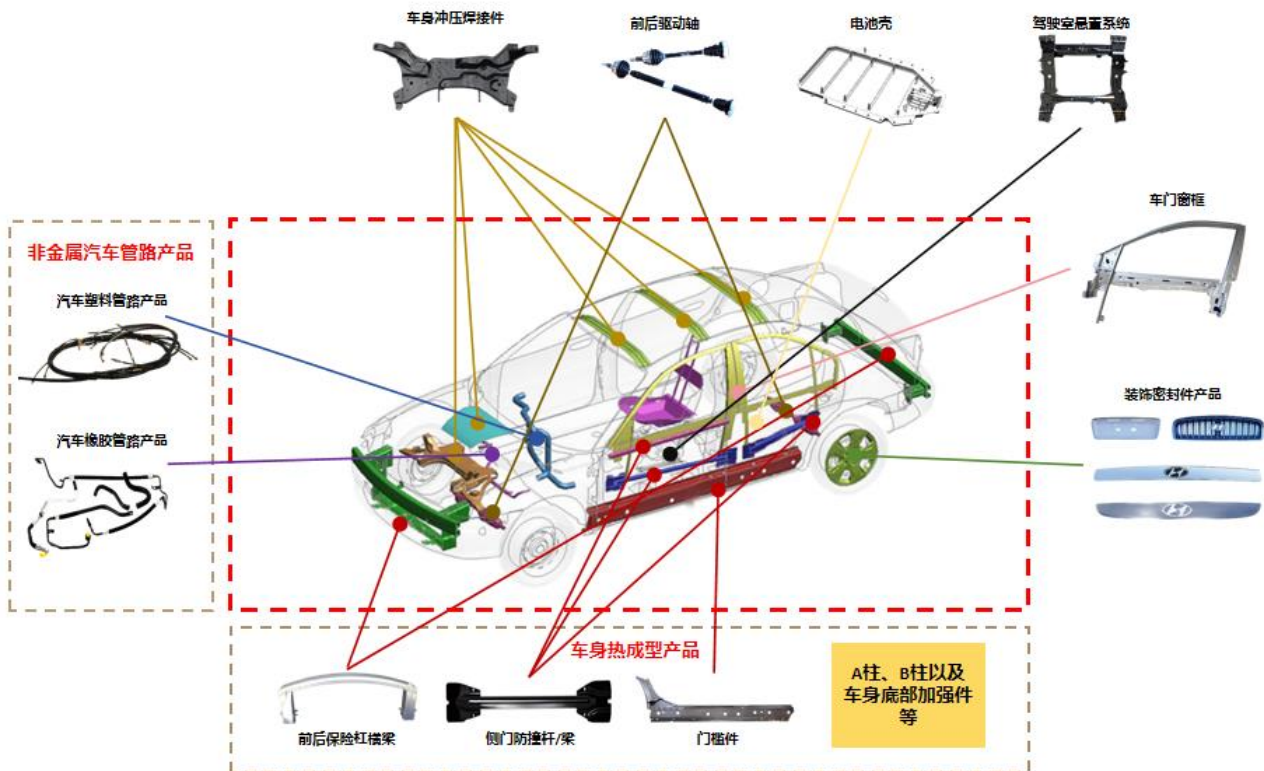 车身冲压焊接件
前后驱动轴
电池壳
驾驶室悬置系统
车门窗框
非金属汽车管路产品
汽车塑料管路产品
装饰密封件产品
汽车橡胶管路产品
车身热成型产品
A柱、B柱以及
车身底部加强件
等
前后保险杠横梁
侧门防撞杆/梁
门槛件